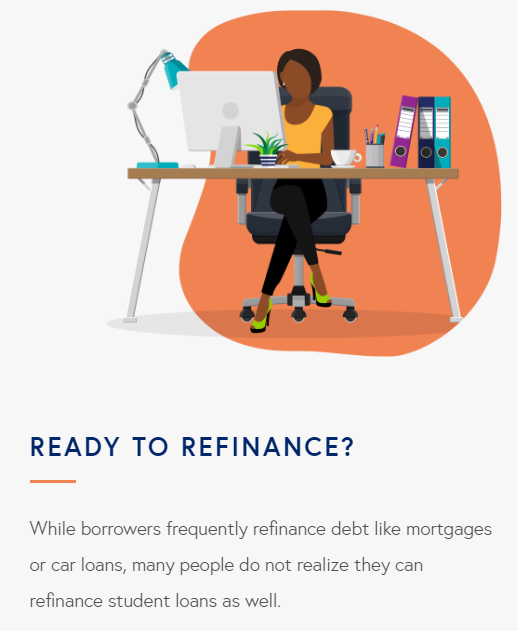 READY TO REFINANCE?
While borrowers frequently refinance debt like mortgages
or car loans, many people do not realize they can
refinance student loans as well.